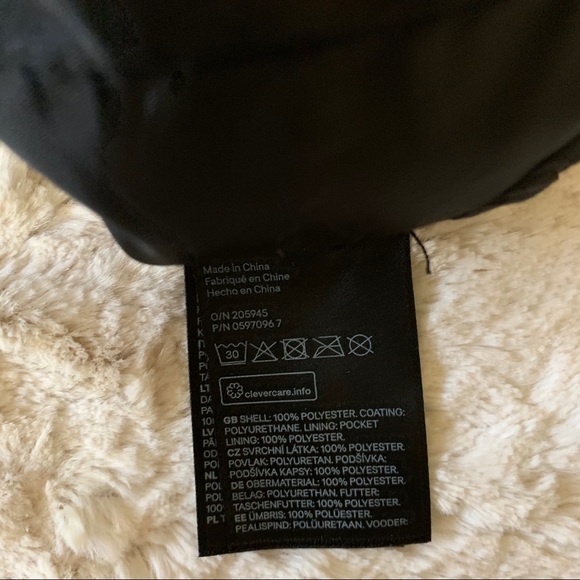 Made in China
Fabriqué en Chine
Hecho en China
O/N 205945
P/N 0597096 7
30
clevercare.info
GB SHELL: 100% POLYESTER. COATING:
POLYURETHANE. LINING: POCKET
LINING: 100% POLYESTER.
CZ SVRCHNÍ LÁTKA: 100% POLYESTER.
POVLAK: POLYURETAN. PODŠÍVKA:
PODŠÍVKA KAPSY: 100% POLYESTER.
DE OBERMATERIAL: 100% POLYESTER.
BELAG: POLYURETHAN. FUTTER:
TASCHENFUTTER: 100% POLYESTER.
EE ÜMBRIS: 100% POLÜESTER.
PEALISPIND: POLÜURETAAN. VOODER: